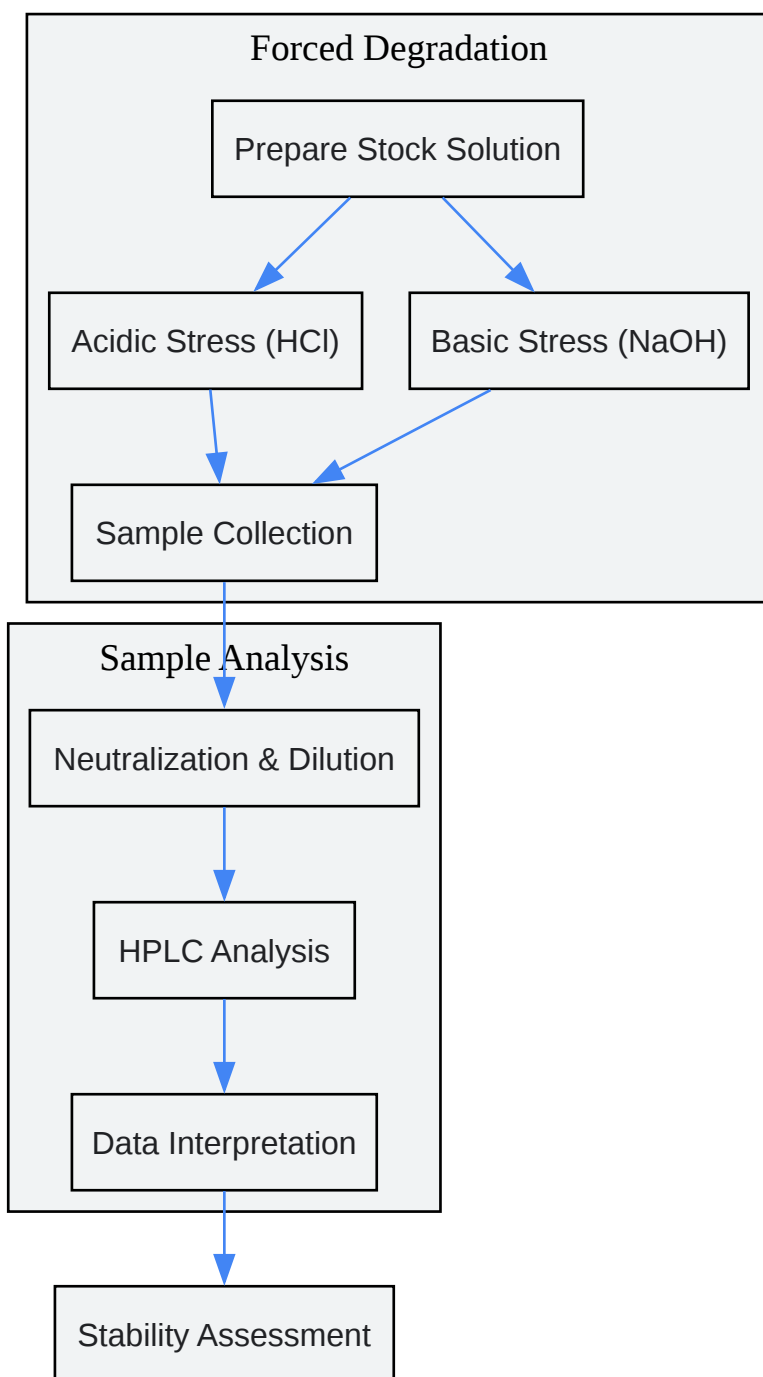 Forced Degradation
Prepare Stock Solution
Acidic Stress (HCl)
Basic Stress (NaOH)
Sample Collection
Sample Analysis
Neutralization & Dilution
HPLC Analysis
Data Interpretation
Stability Assessment